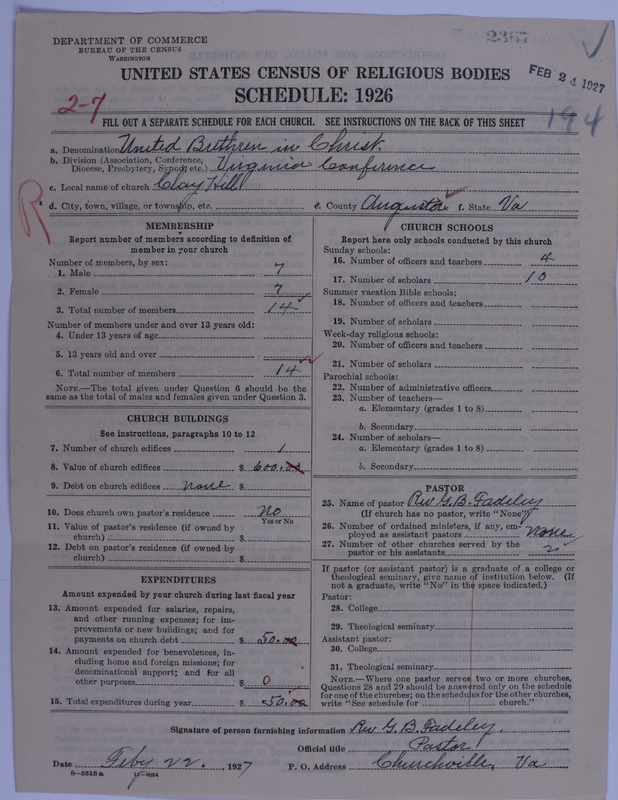 DEPARTMENT OF COMMERCE
BUREAU OF THE CENSUS
WASHINGTON
2367
FEB 24 1927
UNITED STATES CENSUS OF RELIGIOUS BODIES
SCHEDULE: 1926
2-7
194
FILL OUT A SEPARATE SCHEDULE FOR EACH CHURCH. SEE INSTRUCTIONS ON THE BACK OF THIS SHEET
a. Denomination United Brethren in Christ.
b. Division (Association, Conference, Diocese, Presbytery, Synod, etc.) Virginia Conference
c. Local name of church Clay Hill
d. City, town, village, or township, etc. e. County Augusta f. State Va
R
MEMBERSHIP
Report number of members according to definition of
member in your church
Number of members, by sex:
1. Male 7
2. Female 7
3. Total number of members 14
Number of members under and over 13 years old:
4. Under 13 years of age
5. 13 years old and over
6. Total number of members 14
NOTE.—The total given under Question 6 should be the
same as the total of males and females given under Question 3.
CHURCH BUILDINGS
See instructions, paragraphs 10 to 12
7. Number of church edifices 1
8. Value of church edifices $ 600.00
9. Debt on church edifices none $
10. Does church own pastor's residence No
Yes or No
11. Value of pastor's residence (if owned by
church) $
12. Debt on pastor's residence (if owned by
church) $
EXPENDITURES
Amount expended by your church during last fiscal year
13. Amount expended for salaries, repairs,
and other running expenses; for im-
provements or new buildings; and for
payments on church debt $ 50.00
14. Amount expended for benevolences, in-
cluding home and foreign missions; for
denominational support; and for all
other purposes $ 0
15. Total expenditures during year $ 50.00
CHURCH SCHOOLS
Report here only schools conducted by this church
Sunday schools:
16. Number of officers and teachers 4
17. Number of scholars 10
Summer vacation Bible schools:
18. Number of officers and teachers
19. Number of scholars
Week-day religious schools:
20. Number of officers and teachers
21. Number of scholars
Parochial schools:
22. Number of administrative officers
23. Number of teachers—
a. Elementary (grades 1 to 8)
b. Secondary
24. Number of scholars—
a. Elementary (grades 1 to 8)
b. Secondary
PASTOR
25. Name of pastor Rev G. B. Fadeley
(If church has no pastor, write "None")
26. Number of ordained ministers, if any, em-
ployed as assistant pastors none
27. Number of other churches served by the
pastor or his assistants 2
If pastor (or assistant pastor) is a graduate of a college or
theological seminary, give name of institution below. (If
not a graduate, write "No" in the space indicated.)
Pastor:
28. College
29. Theological seminary
Assistant pastor:
30. College
31. Theological seminary
NOTE.—Where one pastor serves two or more churches,
Questions 28 and 29 should be answered only on the schedule
for one of the churches; on the schedules for the other churches,
write "See schedule for church."
Signature of person furnishing information Rev. G. B. Fadeley.
Official title Pastor
Date Feby 22., 1927 P. O. Address Churchville, Va
8—5518a 11—9034